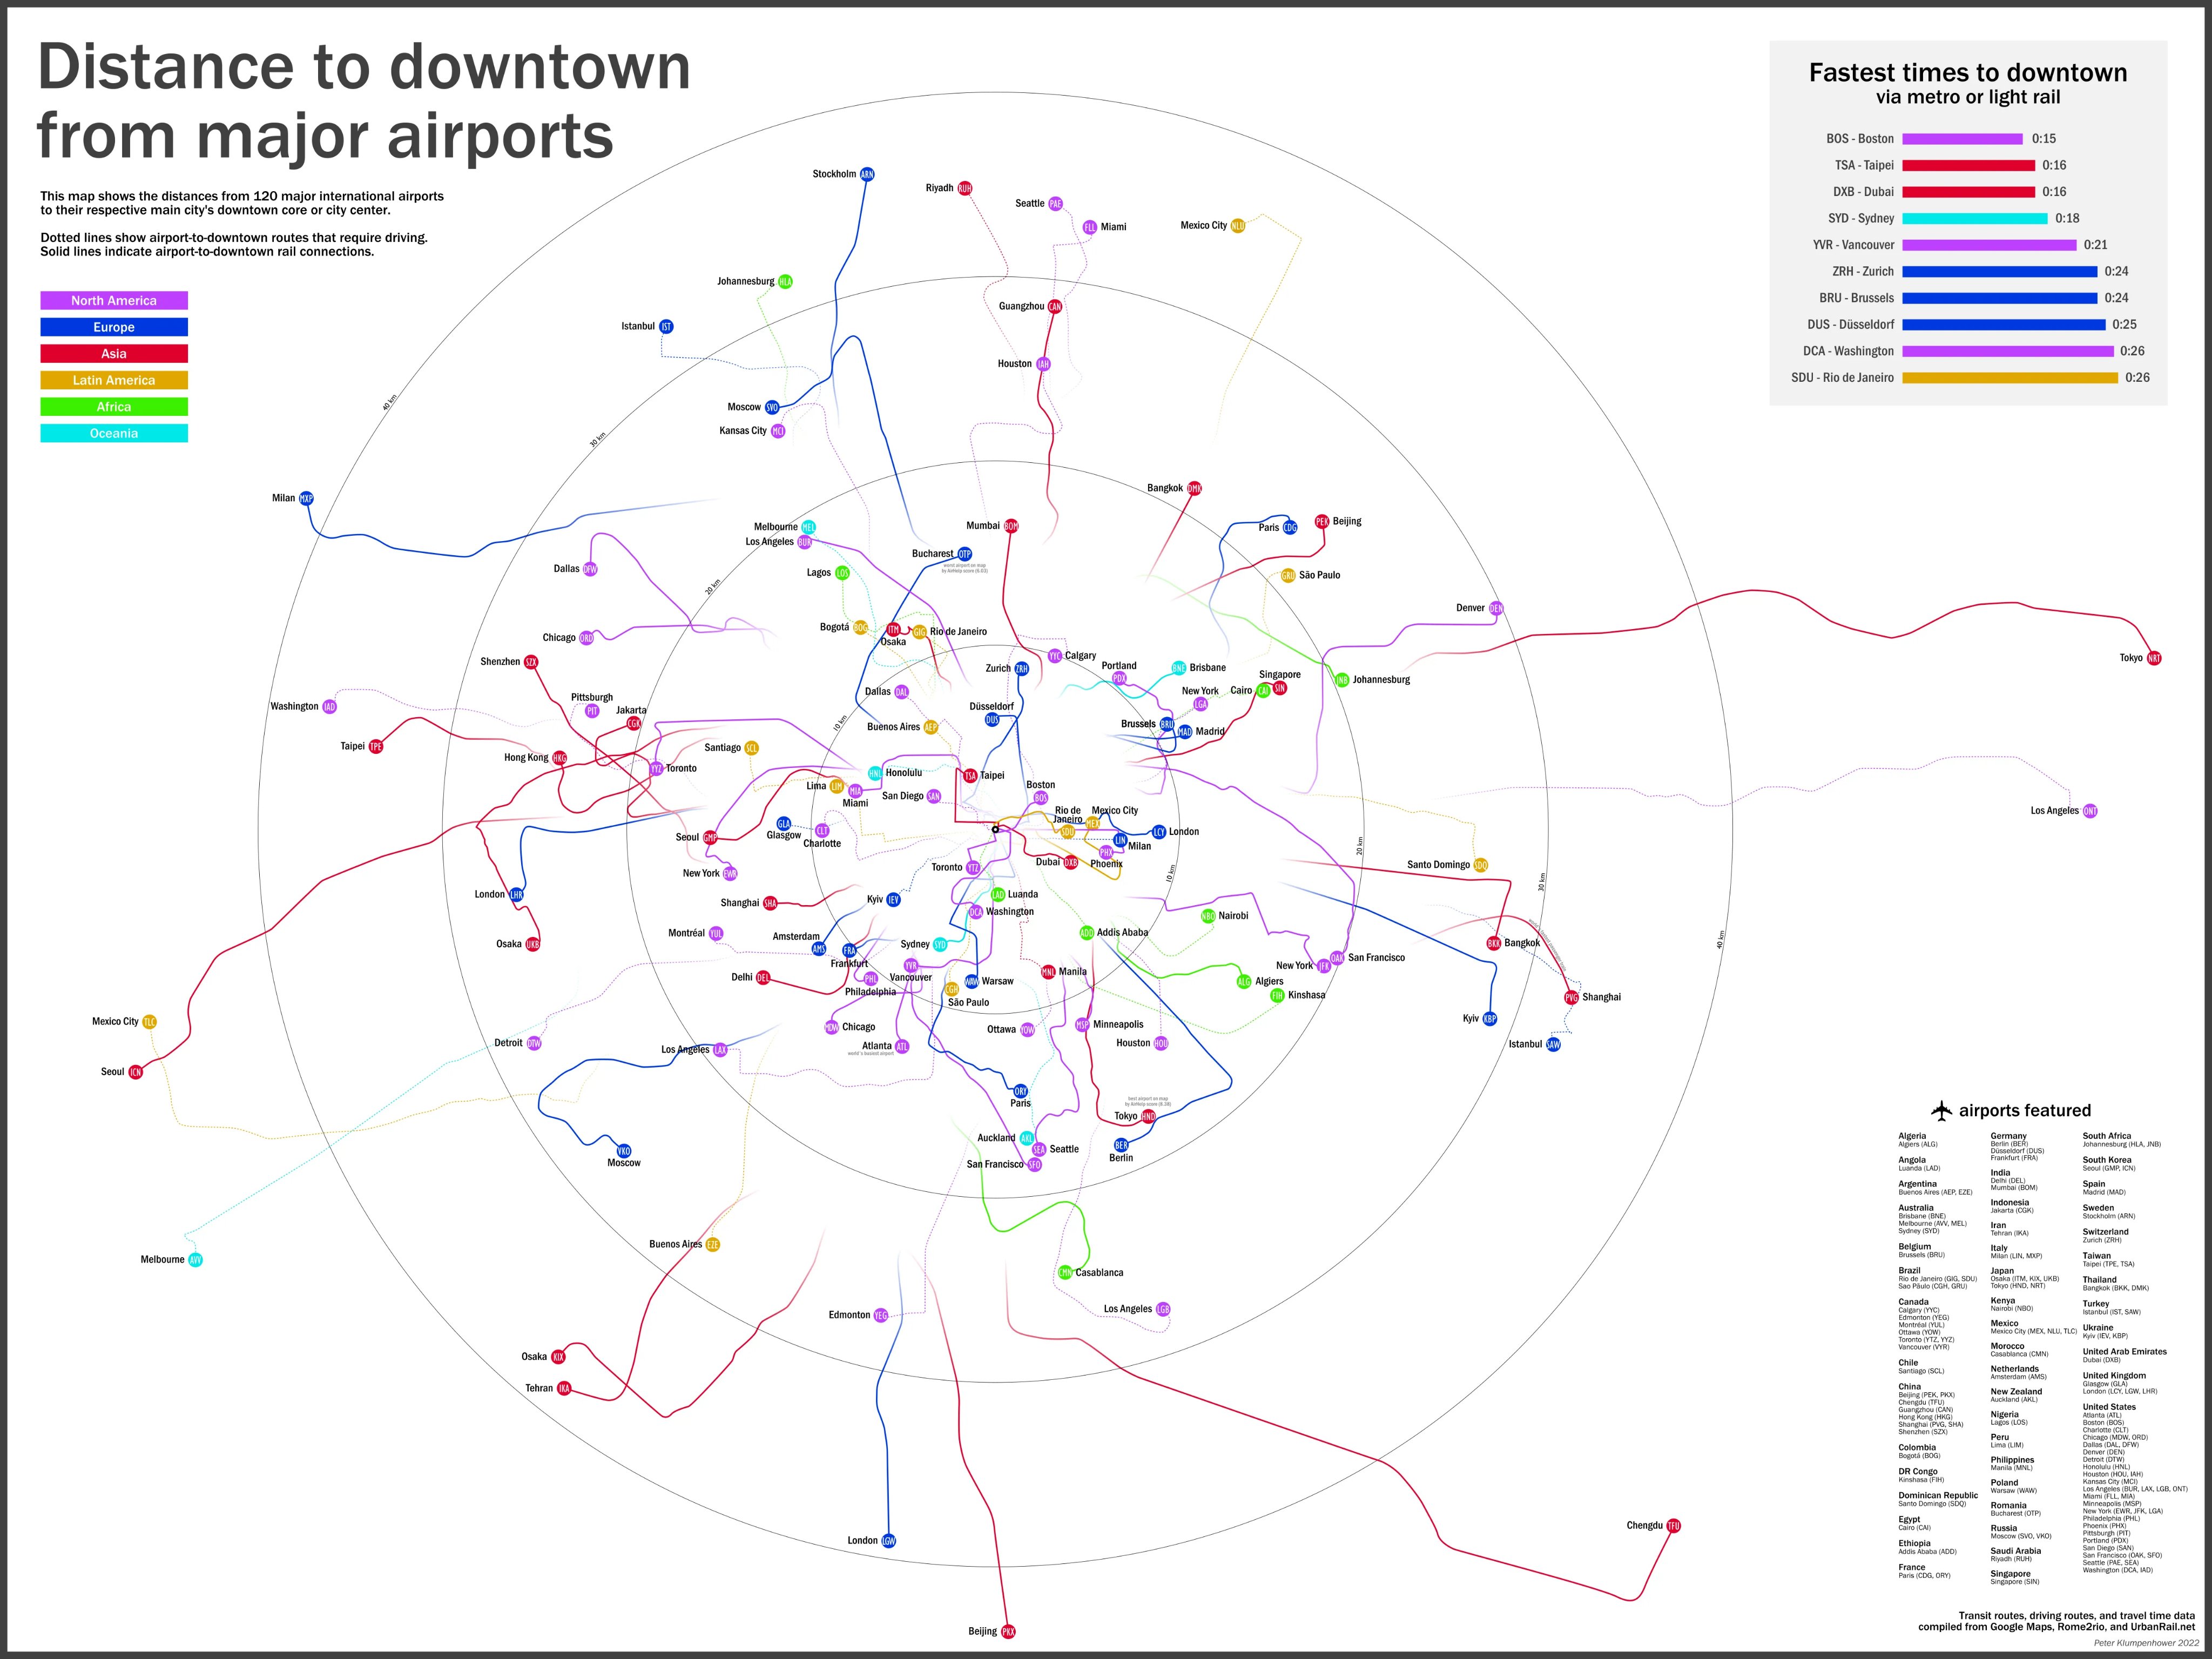 Distance to downtown
from major airports
This map shows the distances from 120 major international airports
to their respective main city's downtown core or city center.
Dotted lines show airport-to-downtown routes that require driving.
Solid lines indicate airport-to-downtown rail connections.
North America
Europe
Asia
Latin America
Africa
Oceania
Fastest times to downtown
via metro or light rail
BOS - Boston 0:15
TSA - Taipei 0:16
DXB - Dubai 0:16
SYD - Sydney 0:18
YVR - Vancouver 0:21
ZRH - Zurich 0:24
BRU - Brussels 0:24
DUS - Düsseldorf 0:25
DCA - Washington 0:26
SDU - Rio de Janeiro 0:26
Stockholm ARN
Riyadh RUH
Seattle PAE
FLL Miami
Mexico City NLU
Johannesburg HLA
Guangzhou CAN
Istanbul IST
Houston IAH
Moscow SVO
40 km
Kansas City MCI
30 km
Milan MXP
Bangkok DMK
Melbourne MEL
Mumbai BOM
Paris CDG
PEK Beijing
Los Angeles BUR
Bucharest OTP
worst airport on map
by AirHelp score (6.03)
Dallas DFW
Lagos LOS
GRU São Paulo
20 km
Denver DEN
Bogotá BOG
ITM
Osaka
GIG Rio de Janeiro
Chicago ORD
Shenzhen SZX
YYC Calgary
Tokyo NRT
Zurich ZRH
Portland
PDX
BNE Brisbane
Singapore
SIN
Cairo CAI
JNB Johannesburg
Dallas DAL
New York
LGA
Washington IAD
Pittsburgh
PIT
Jakarta
CGK
Düsseldorf
DUS
10 km
Buenos Aires AEP
Brussels BRU
MAD Madrid
Taipei TPE
Santiago SCL
Hong Kong HKG
YYZ Toronto
HNL Honolulu
TSA Taipei
Lima LIM
MIA
Miami
San Diego SAN
Boston
BOS
Los Angeles ONT
Rio de
Janeiro
SDU
Mexico City
MEX
Glasgow
GLA
CLT
Charlotte
LCY London
LIN
Milan
Seoul GMP
20 km
PHX
Phoenix
Dubai DXB
Santo Domingo SDQ
New York EWR
Toronto YTZ
10 km
30 km
London LHR
Kyiv IEV
LAD Luanda
Shanghai SHA
DCA Washington
NBO Nairobi
Montréal YUL
ADD Addis Ababa
40 km
Osaka UKB
Amsterdam
AMS
FRA
Frankfurt
Sydney SYD
BKK Bangkok
OAK San Francisco
New York JFK
YVR
Vancouver
MNL Manila
Delhi DEL
PHL
Philadelphia
WAW Warsaw
CGH
São Paulo
ALG Algiers
FIH Kinshasa
PVG Shanghai
Mexico City TLC
MDW Chicago
Ottawa YOW
MSP Minneapolis
Kyiv KBP
Detroit DTW
Los Angeles LAX
Atlanta ATL
world's busiest airport
Houston HOU
Istanbul SAW
Seoul ICN
ORY
Paris
best airport on map
by AirHelp score (8.38)
Tokyo HND
Auckland AKL
SEA Seattle
BER
Berlin
VKO
Moscow
San Francisco SFO
Melbourne AVV
Buenos Aires EZE
CMN Casablanca
Edmonton YEG
Los Angeles LGB
Osaka KIX
Tehran IKA
London LGW
Chengdu TFU
Beijing PKX
airports featured
Algeria
Algiers (ALG)
Angola
Luanda (LAD)
Argentina
Buenos Aires (AEP, EZE)
Australia
Brisbane (BNE)
Melbourne (AVV, MEL)
Sydney (SYD)
Belgium
Brussels (BRU)
Brazil
Rio de Janeiro (GIG, SDU)
Sao Pãulo (CGH, GRU)
Canada
Calgary (YYC)
Edmonton (YEG)
Montréal (YUL)
Ottawa (YOW)
Toronto (YTZ, YYZ)
Vancouver (VYR)
Chile
Santiago (SCL)
China
Beijing (PEK, PKX)
Chengdu (TFU)
Guangzhou (CAN)
Hong Kong (HKG)
Shanghai (PVG, SHA)
Shenzhen (SZX)
Colombia
Bogotá (BOG)
DR Congo
Kinshasa (FIH)
Dominican Republic
Santo Domingo (SDQ)
Egypt
Cairo (CAI)
Ethiopia
Addis Ababa (ADD)
France
Paris (CDG, ORY)
Germany
Berlin (BER)
Düsseldorf (DUS)
Frankfurt (FRA)
India
Delhi (DEL)
Mumbai (BOM)
Indonesia
Jakarta (CGK)
Iran
Tehran (IKA)
Italy
Milan (LIN, MXP)
Japan
Osaka (ITM, KIX, UKB)
Tokyo (HND, NRT)
Kenya
Nairobi (NBO)
Mexico
Mexico City (MEX, NLU, TLC)
Morocco
Casablanca (CMN)
Netherlands
Amsterdam (AMS)
New Zealand
Auckland (AKL)
Nigeria
Lagos (LOS)
Peru
Lima (LIM)
Philippines
Manila (MNL)
Poland
Warsaw (WAW)
Romania
Bucharest (OTP)
Russia
Moscow (SVO, VKO)
Saudi Arabia
Riyadh (RUH)
Singapore
Singapore (SIN)
South Africa
Johannesburg (HLA, JNB)
South Korea
Seoul (GMP, ICN)
Spain
Madrid (MAD)
Sweden
Stockholm (ARN)
Switzerland
Zurich (ZRH)
Taiwan
Taipei (TPE, TSA)
Thailand
Bangkok (BKK, DMK)
Turkey
Istanbul (IST, SAW)
Ukraine
Kyiv (IEV, KBP)
United Arab Emirates
Dubai (DXB)
United Kingdom
Glasgow (GLA)
London (LCY, LGW, LHR)
United States
Atlanta (ATL)
Boston (BOS)
Charlotte (CLT)
Chicago (MDW, ORD)
Dallas (DAL, DFW)
Denver (DEN)
Detroit (DTW)
Honolulu (HNL)
Houston (HOU, IAH)
Kansas City (MCI)
Los Angeles (BUR, LAX, LGB, ONT)
Miami (FLL, MIA)
Minneapolis (MSP)
New York (EWR, JFK, LGA)
Philadelphia (PHL)
Phoenix (PHX)
Pittsburgh (PIT)
Portland (PDX)
San Diego (SAN)
San Francisco (OAK, SFO)
Seattle (PAE, SEA)
Washington (DCA, IAD)
Transit routes, driving routes, and travel time data
compiled from Google Maps, Rome2rio, and UrbanRail.net
Peter Klumpenhower 2022